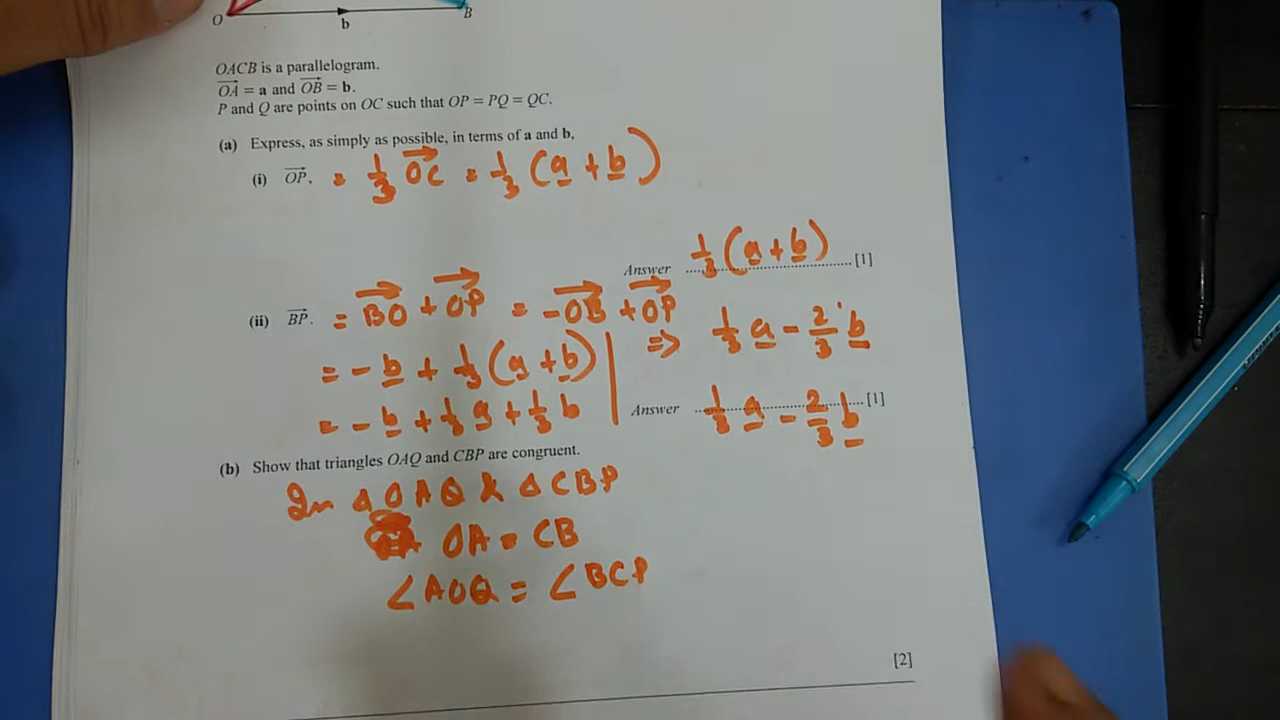 O b B
OACB is a parallelogram.
OA = a and OB = b.
P and Q are points on OC such that OP = PQ = QC.
(a) Express, as simply as possible, in terms of a and b,
(i) OP. = 1/3 OC = 1/3 (a + b)
Answer 1/3 (a + b) [1]
(ii) BP. = BO + OP = -OB + OP
= - b + 1/3 (a + b) => 1/3 a - 2/3 b
= - b + 1/3 a + 1/3 b
Answer 1/3 a - 2/3 b [1]
(b) Show that triangles OAQ and CBP are congruent.
In Δ OAQ & Δ CBP
OA = CB
∠AOQ = ∠BCP
[2]